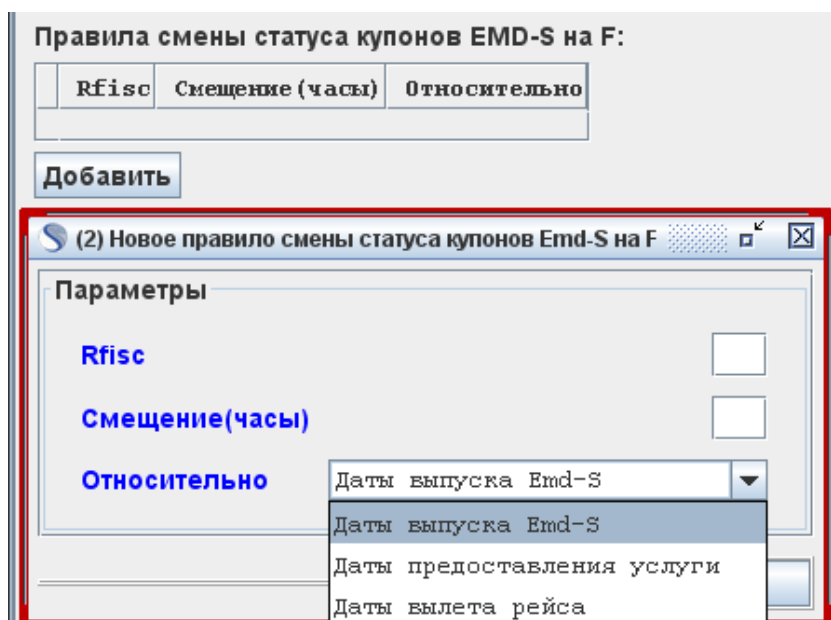 Правила смены статуса купонов EMD-S на F:
Rfisc Смещение(часы) Относительно
Добавить
(2) Новое правило смены статуса купонов Emd-S на F
Параметры
Rfisc
Смещение(часы)
Относительно Даты выпуска Emd-S
Даты выпуска Emd-S
Даты предоставления услуги
Даты вылета рейса